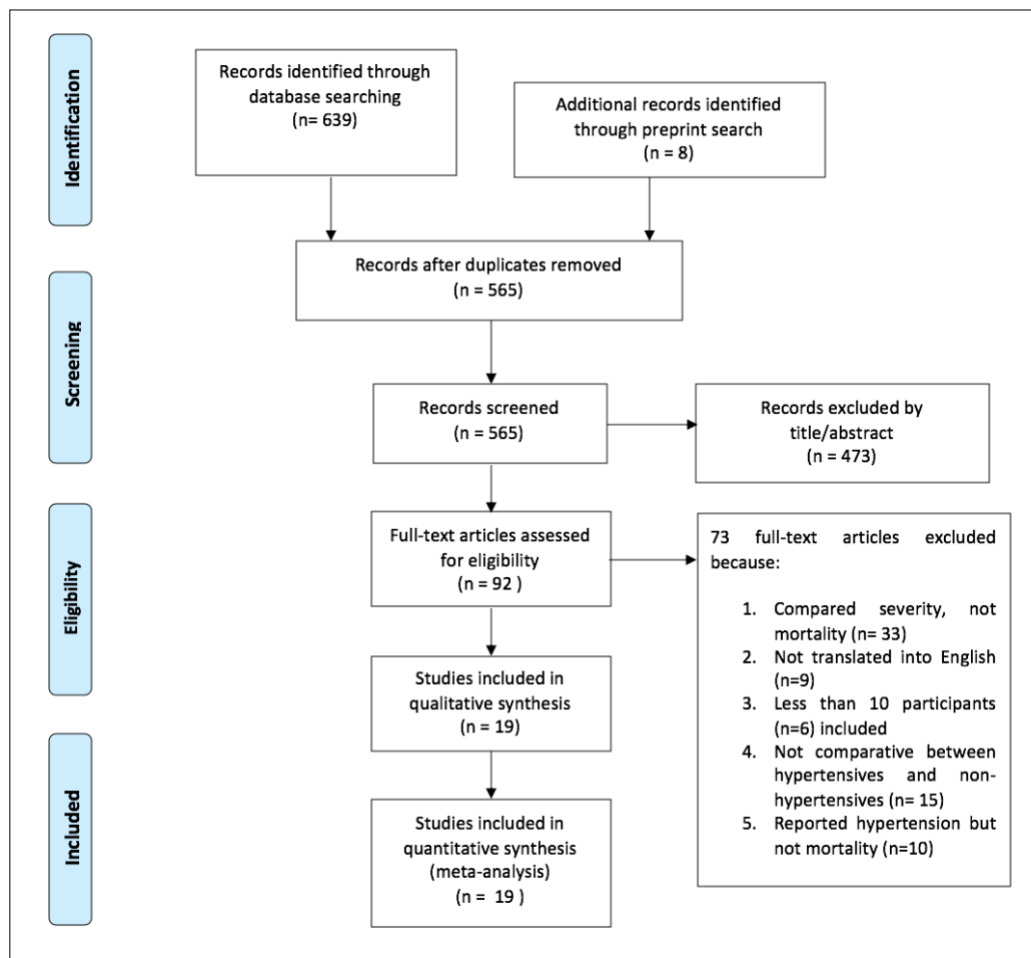 Identification
Records identified through
database searching
(n= 639)
Additional records identified
through preprint search
(n = 8)
Records after duplicates removed
(n = 565)
Screening
Records screened
(n = 565)
Records excluded by
title/abstract
(n = 473)
Eligibility
Full-text articles assessed
for eligibility
(n = 92 )
73 full-text articles excluded
because:
1. Compared severity, not
mortality (n= 33)
2. Not translated into English
(n=9)
3. Less than 10 participants
(n=6) included
4. Not comparative between
hypertensives and non-
hypertensives (n= 15)
5. Reported hypertension but
not mortality (n=10)
Studies included in
qualitative synthesis
(n = 19)
Included
Studies included in
quantitative synthesis
(meta-analysis)
(n =  19 )